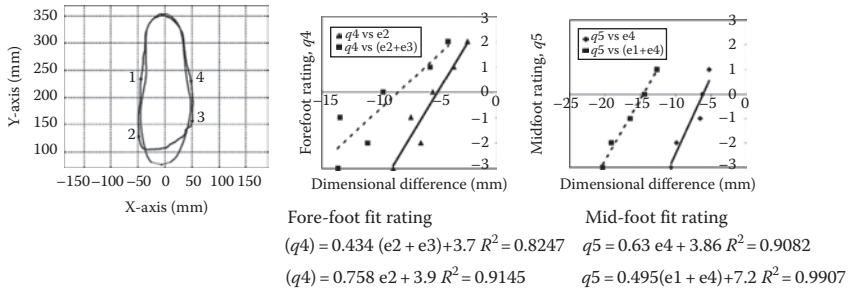 350
300
250
200
150
100
Y-axis (mm)
1
4
2
3
−150−100 −50 0 50 100 150
X-axis (mm)
q4 vs e2
q4 vs (e2+e3)
Forefoot rating, q4
3
2
1
0
−1
−2
−3
−15 −10 −5 0
Dimensional difference (mm)
q5 vs e4
q5 vs (e1+e4)
Midfoot rating, q5
3
2
1
0
−1
−2
−3
−25 −20 −15 −10 −5 0
Dimensional difference (mm)
Fore-foot fit rating
(q4) = 0.434 (e2 + e3)+3.7 R² = 0.8247
(q4) = 0.758 e2 + 3.9 R² = 0.9145
Mid-foot fit rating
q5 = 0.63 e4 + 3.86 R² = 0.9082
q5 = 0.495(e1 + e4)+7.2 R² = 0.9907